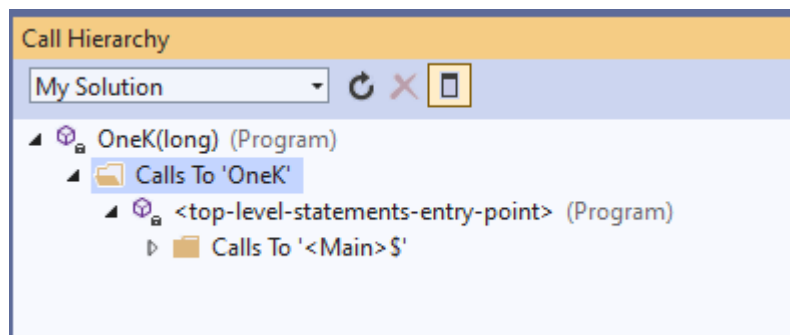 Call Hierarchy
My Solution
OneK(long) (Program)
Calls To 'OneK'
<top-level-statements-entry-point> (Program)
Calls To '<Main>$'